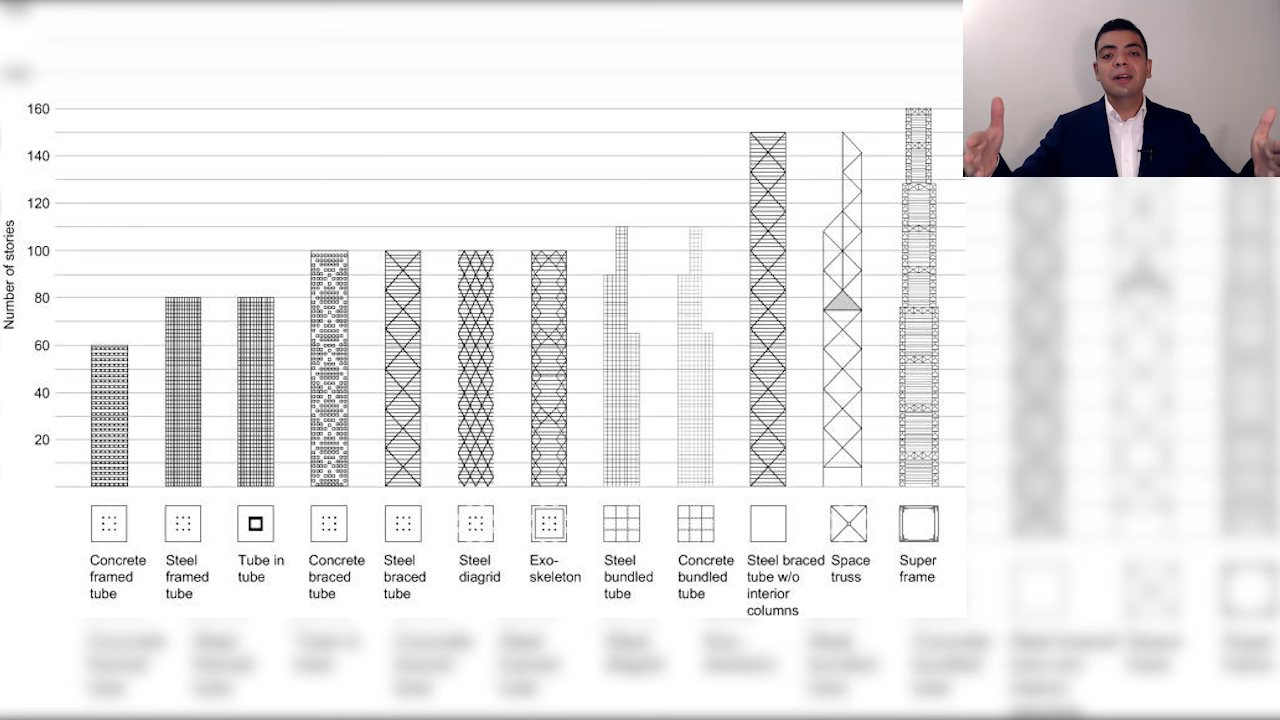 160
140
120
100
80
60
40
20
Number of stories
Concrete
framed
tube
Steel
framed
tube
Tube in
tube
Concrete
braced
tube
Steel
braced
tube
Steel
diagrid
Exo-
skeleton
Steel
bundled
tube
Concrete
bundled
tube
Steel braced
tube w/o
interior
columns
Space
truss
Super
frame